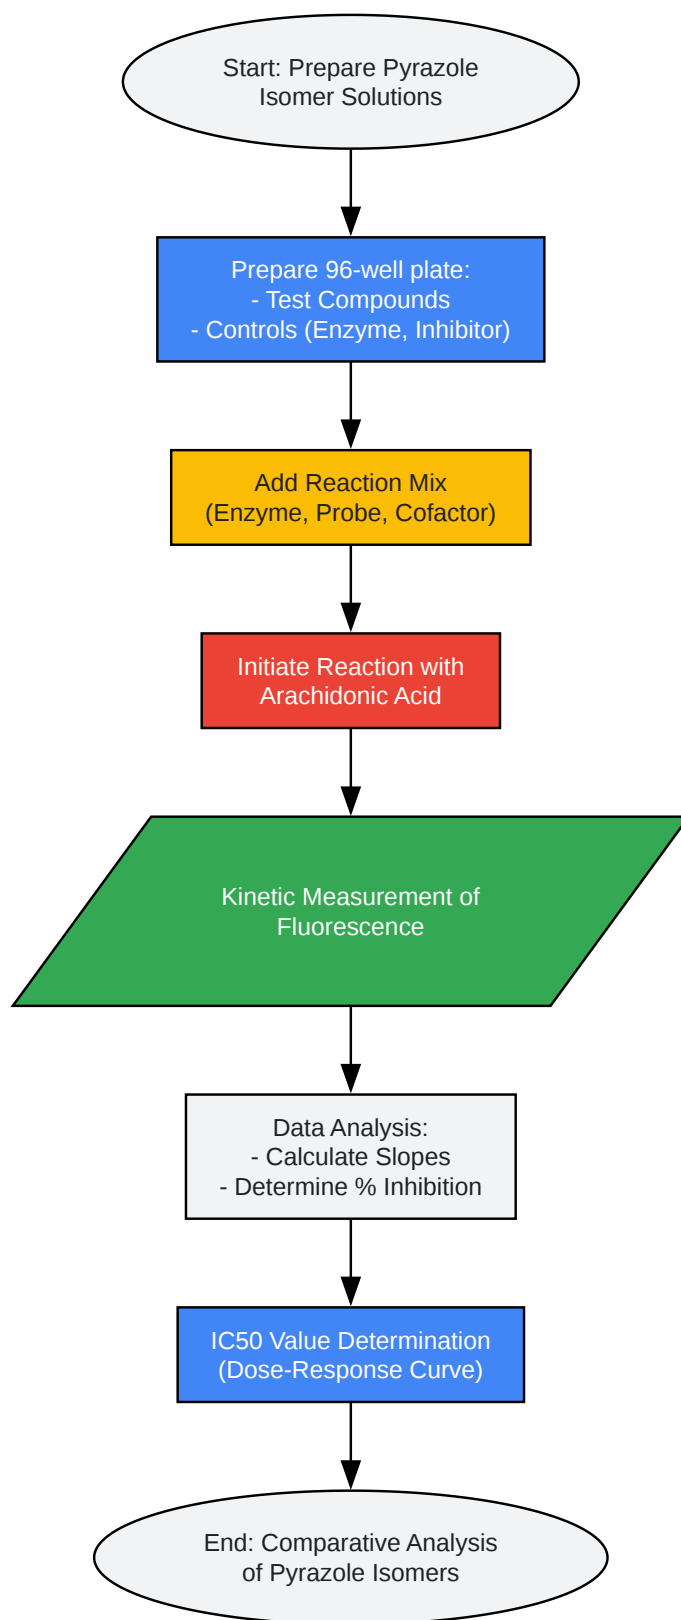 Start: Prepare Pyrazole
Isomer Solutions
Prepare 96-well plate:
- Test Compounds
- Controls (Enzyme, Inhibitor)
Add Reaction Mix
(Enzyme, Probe, Cofactor)
Initiate Reaction with
Arachidonic Acid
Kinetic Measurement of
Fluorescence
Data Analysis:
- Calculate Slopes
- Determine % Inhibition
IC50 Value Determination
(Dose-Response Curve)
End: Comparative Analysis
of Pyrazole Isomers